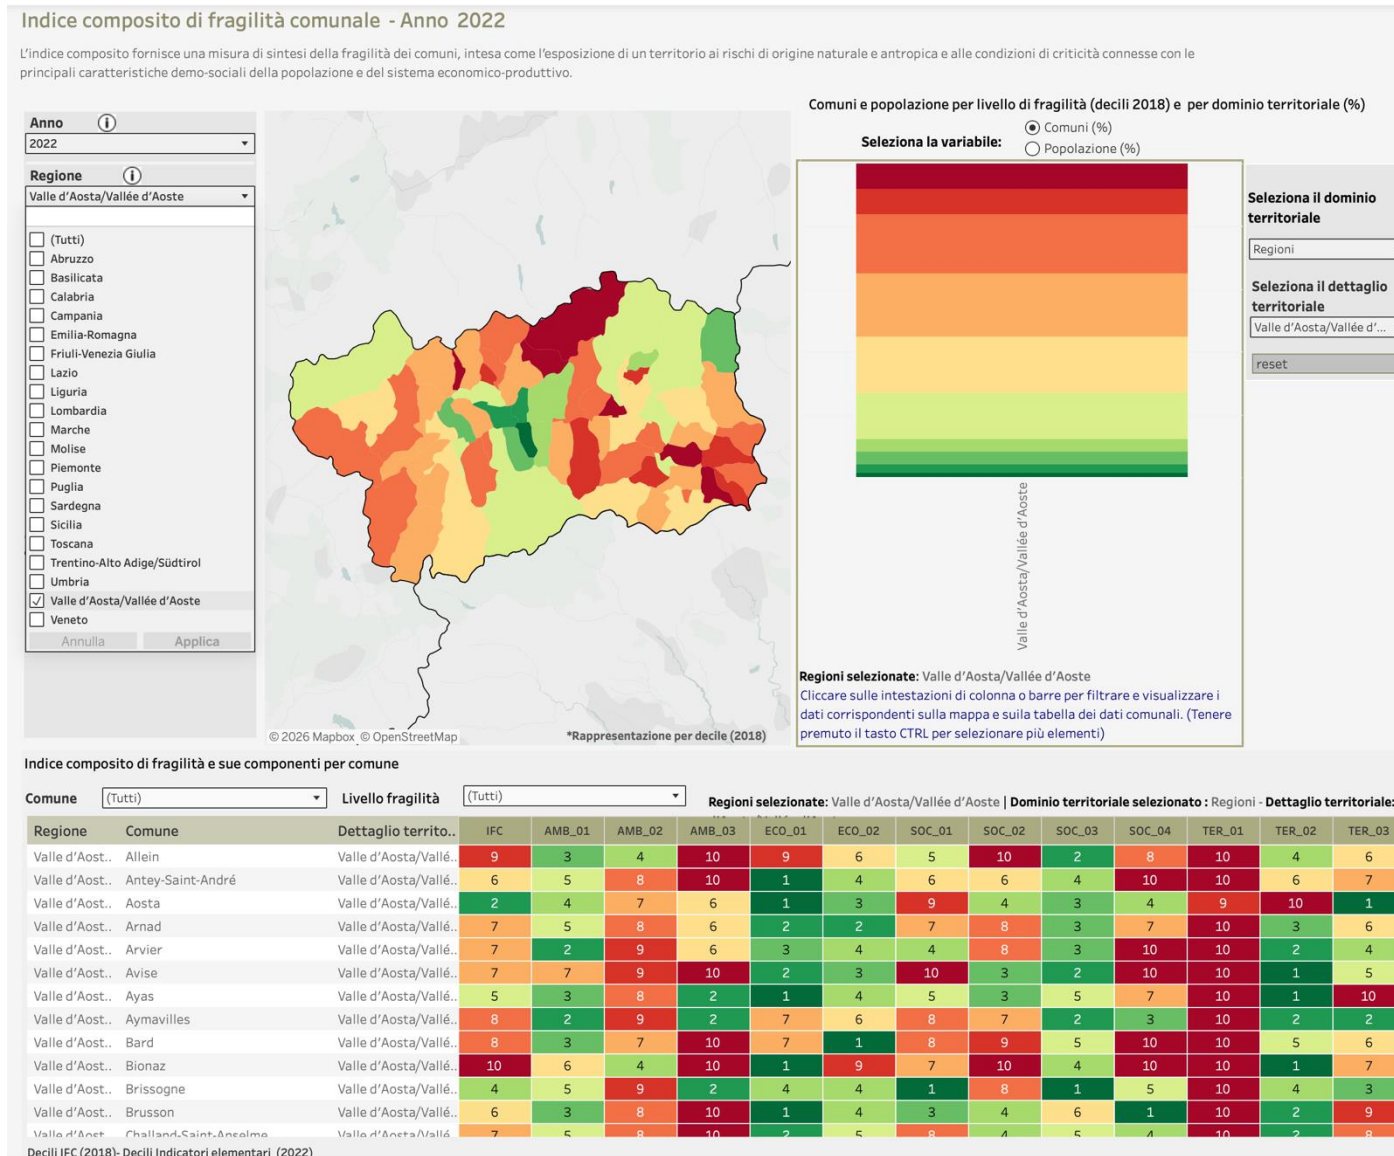 Indice composito di fragilità comunale - Anno 2022
L'indice composito fornisce una misura di sintesi della fragilità dei comuni, intesa come l'esposizione di un territorio ai rischi di origine naturale e antropica e alle condizioni di criticità connesse con le
principali caratteristiche demo-sociali della popolazione e del sistema economico-produttivo.
Anno i
2022
Regione i
Valle d'Aosta/Vallée d'Aoste
(Tutti)
Abruzzo
Basilicata
Calabria
Campania
Emilia-Romagna
Friuli-Venezia Giulia
Lazio
Liguria
Lombardia
Marche
Molise
Piemonte
Puglia
Sardegna
Sicilia
Toscana
Trentino-Alto Adige/Südtirol
Umbria
Valle d'Aosta/Vallée d'Aoste
Veneto
Annulla Applica
© 2026 Mapbox © OpenStreetMap
*Rappresentazione per decile (2018)
Comuni e popolazione per livello di fragilità (decili 2018) e per dominio territoriale (%)
Seleziona la variabile:
Comuni (%)
Popolazione (%)
Valle d'Aosta/Vallée d'Aoste
Regioni selezionate: Valle d'Aosta/Vallée d'Aoste
Cliccare sulle intestazioni di colonna o barre per filtrare e visualizzare i
dati corrispondenti sulla mappa e suila tabella dei dati comunali. (Tenere
premuto il tasto CTRL per selezionare più elementi)
Seleziona il dominio
territoriale
Regioni
Seleziona il dettaglio
territoriale
Valle d'Aosta/Vallée d'...
reset
Indice composito di fragilità e sue componenti per comune
Comune (Tutti) Livello fragilità (Tutti)
Regioni selezionate: Valle d'Aosta/Vallée d'Aoste | Dominio territoriale selezionato : Regioni - Dettaglio territoriale:
Regione Comune Dettaglio territo.. IFC AMB_01 AMB_02 AMB_03 ECO_01 ECO_02 SOC_01 SOC_02 SOC_03 SOC_04 TER_01 TER_02 TER_03
Valle d'Aost.. Allein Valle d'Aosta/Vallé.. 9 3 4 10 9 6 5 10 2 8 10 4 6
Valle d'Aost.. Antey-Saint-André Valle d'Aosta/Vallé.. 6 5 8 10 1 4 6 6 4 10 10 6 7
Valle d'Aost.. Aosta Valle d'Aosta/Vallé.. 2 4 7 6 1 3 9 4 3 4 9 10 1
Valle d'Aost.. Arnad Valle d'Aosta/Vallé.. 7 5 8 6 2 2 7 8 3 7 10 3 6
Valle d'Aost.. Arvier Valle d'Aosta/Vallé.. 7 2 9 6 3 4 4 8 3 10 10 2 4
Valle d'Aost.. Avise Valle d'Aosta/Vallé.. 7 7 9 10 2 3 10 3 2 10 10 1 5
Valle d'Aost.. Ayas Valle d'Aosta/Vallé.. 5 3 8 2 1 4 5 3 5 7 10 1 10
Valle d'Aost.. Aymavilles Valle d'Aosta/Vallé.. 8 2 9 2 7 6 8 7 2 3 10 2 2
Valle d'Aost.. Bard Valle d'Aosta/Vallé.. 8 3 7 10 7 1 8 9 5 10 10 5 6
Valle d'Aost.. Bionaz Valle d'Aosta/Vallé.. 10 6 4 10 1 9 7 10 4 10 10 1 7
Valle d'Aost.. Brissogne Valle d'Aosta/Vallé.. 4 5 9 2 4 4 1 8 1 5 10 4 3
Valle d'Aost.. Brusson Valle d'Aosta/Vallé.. 6 3 8 10 1 4 3 4 6 1 10 2 9
Valle d'Aost.. Challand-Saint-Anselme Valle d'Aosta/Vallé.. 7 5 8 10 2 5 8 4 5 4 10 2 8
Decili IFC (2018)- Decili Indicatori elementari (2022)